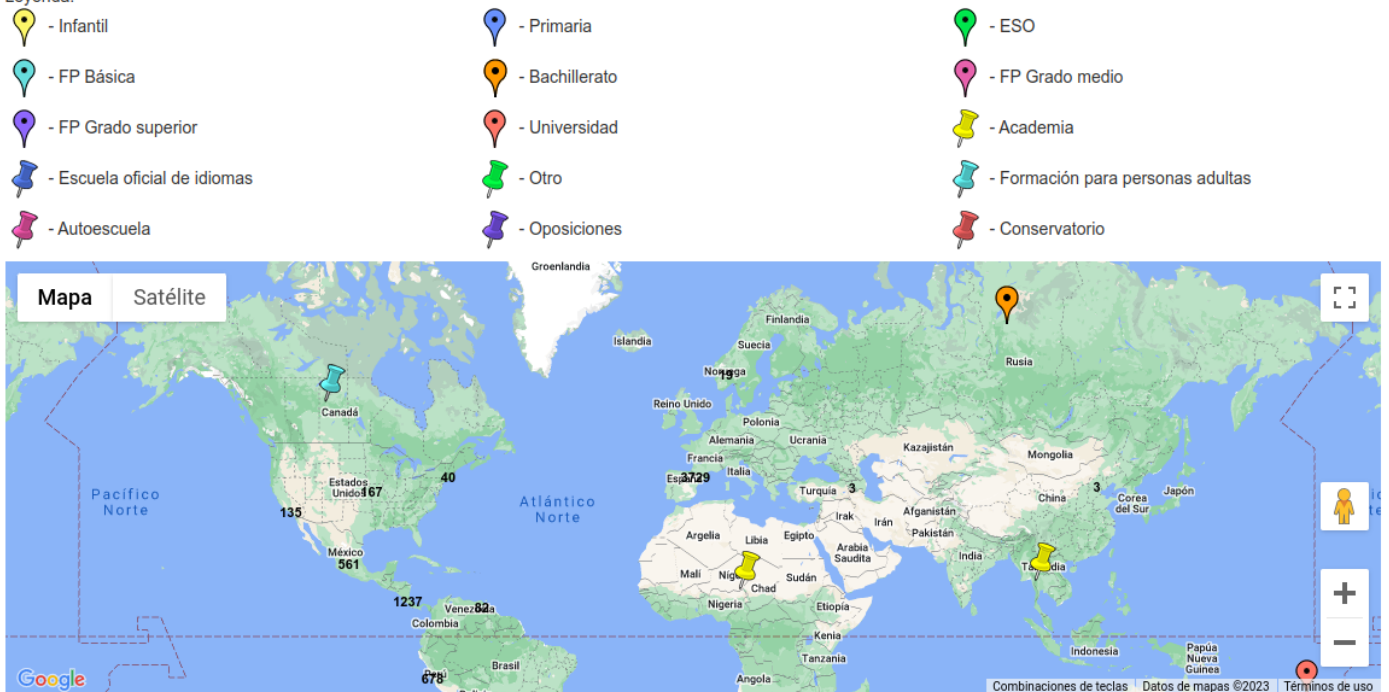 Leyenda:
- Infantil
- Primaria
- ESO
- FP Básica
- Bachillerato
- FP Grado medio
- FP Grado superior
- Universidad
- Academia
- Escuela oficial de idiomas
- Otro
- Formación para personas adultas
- Autoescuela
- Oposiciones
- Conservatorio
Mapa Satélite
Groenlandia
Finlandia
Islandia
Suecia
Rusia
Noruega
19
Reino Unido
Canadá
Polonia
Alemania
Ucrania
Kazajistán
Mongolia
Francia
Italia
España
3729
Estados
Unidos
167
40
Turquia
3
China
3
Corea
del Sur
Japón
Pacífico
Norte
Atlántico
Norte
135
Afganistán
Irak
Irán
Pakistán
Argelia
Libia
Egipto
Arabia
Saudita
México
561
India
Mali
Chad
Sudán
1237
Venezuela
82
Nigeria
Etiopía
Colombia
Kenia
Indonesia
Papúa
Nueva
Guinea
Tanzania
Brasil
678
Angola
Google
Combinaciones de teclas
Datos de mapas ©2023
Términos de uso